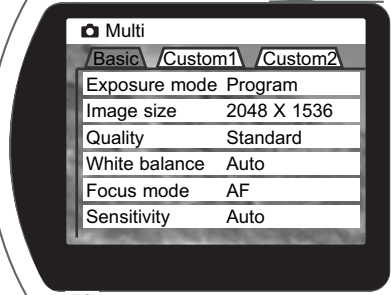 Multi
Basic Custom1 Custom2
Exposure mode Program
Image size 2048 X 1536
Quality Standard
White balance Auto
Focus mode AF
Sensitivity Auto